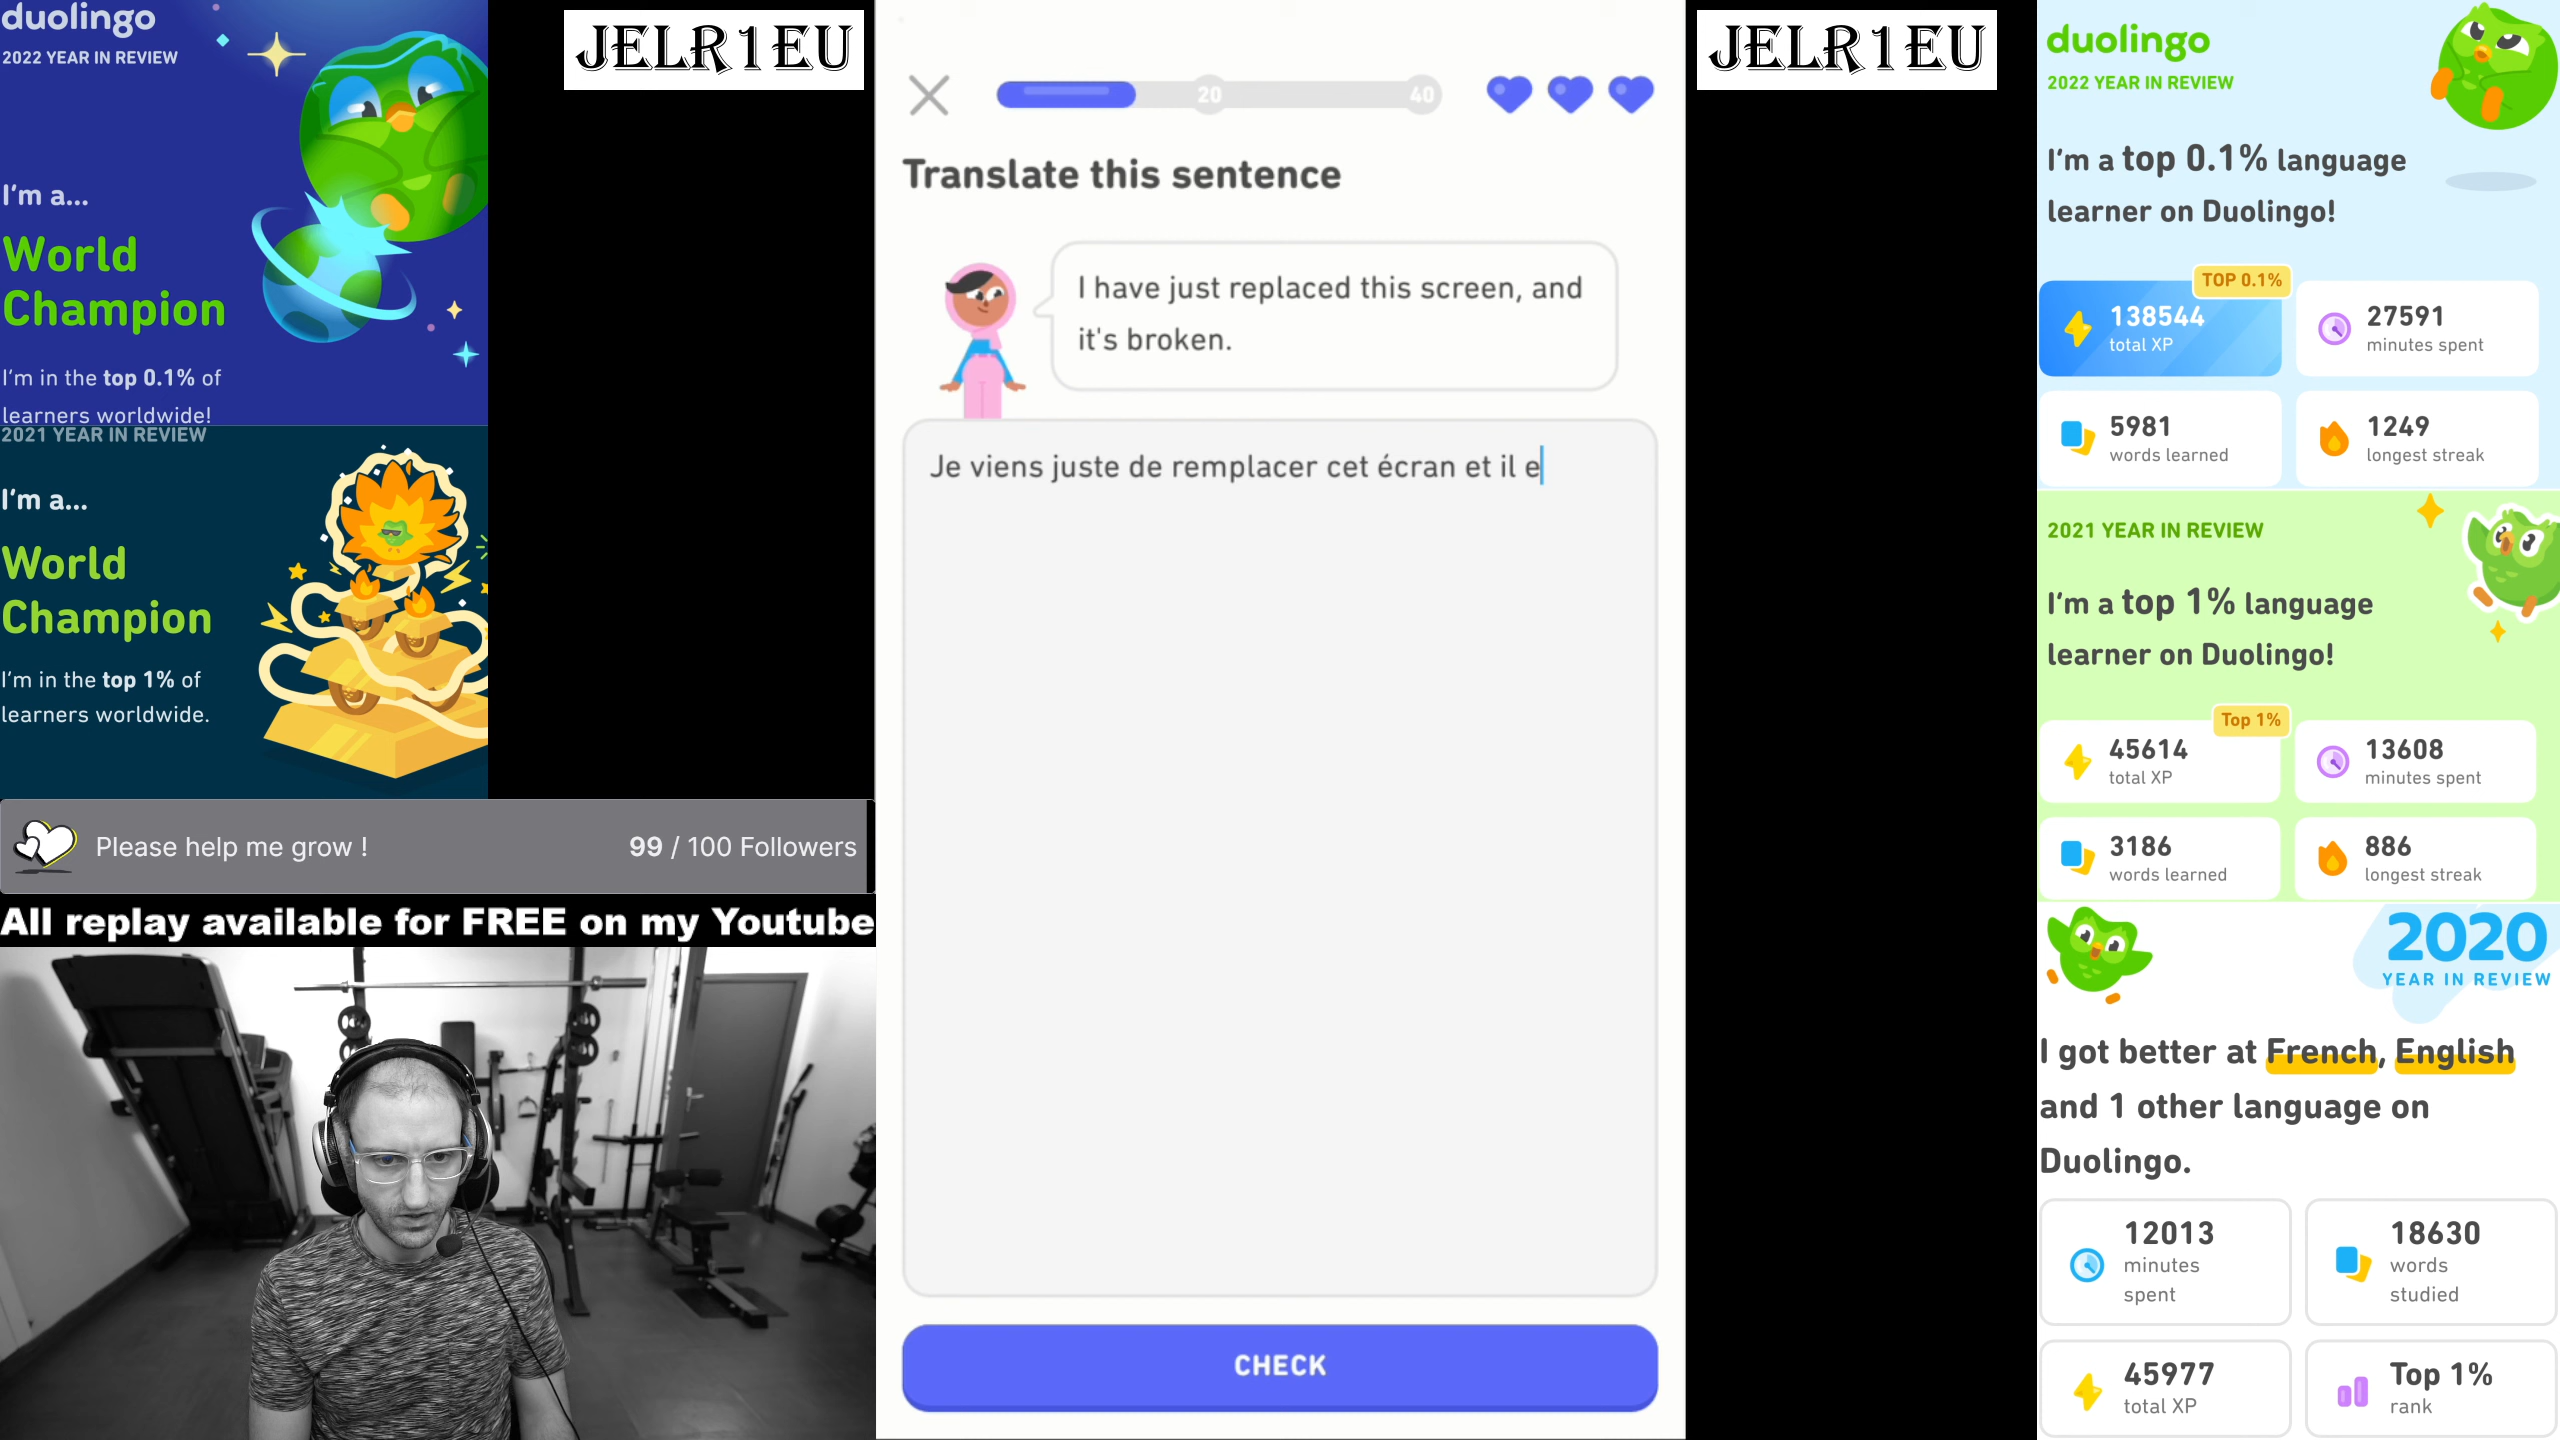 duolingo
2022 YEAR IN REVIEW
I'm a...
World
Champion
I'm in the top 0.1% of
learners worldwide!
2021 YEAR IN REVIEW
I'm a...
World
Champion
I'm in the top 1% of
learners worldwide.
Please help me grow !
99 / 100 Followers
All replay available for FREE on my Youtube
JELR1EU
20
40
Translate this sentence
I have just replaced this screen, and
it's broken.
Je viens juste de remplacer cet écran et il e
CHECK
JELR1EU
duolingo
2022 YEAR IN REVIEW
I'm a top 0.1% language
learner on Duolingo!
TOP 0.1%
138544
total XP
27591
minutes spent
5981
words learned
1249
longest streak
2021 YEAR IN REVIEW
I'm a top 1% language
learner on Duolingo!
Top 1%
45614
total XP
13608
minutes spent
3186
words learned
886
longest streak
2020
YEAR IN REVIEW
I got better at French, English
and 1 other language on
Duolingo.
12013
minutes
spent
18630
words
studied
45977
total XP
Top 1%
rank